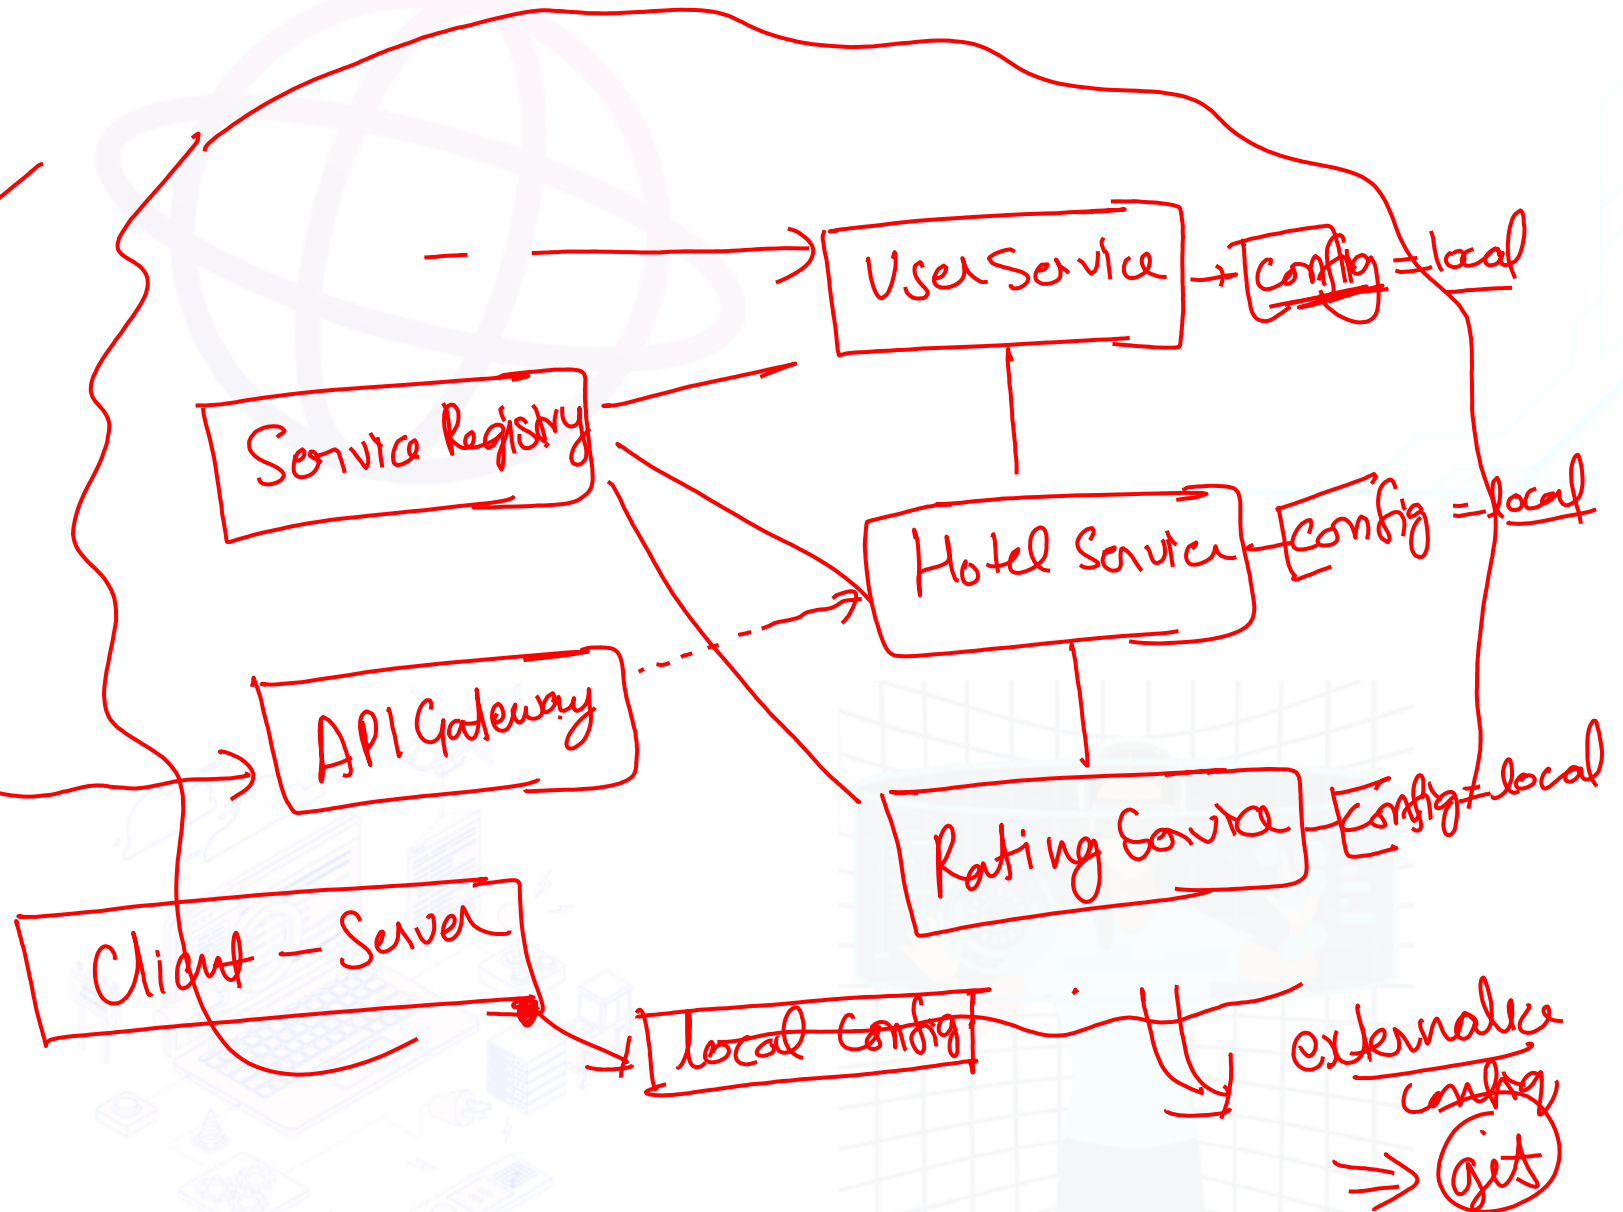 User Service
config = local
Service Registry
Hotel Service
config = local
API Gateway
Rating Service
config = local
Client - Server
local config
externalize
config
git